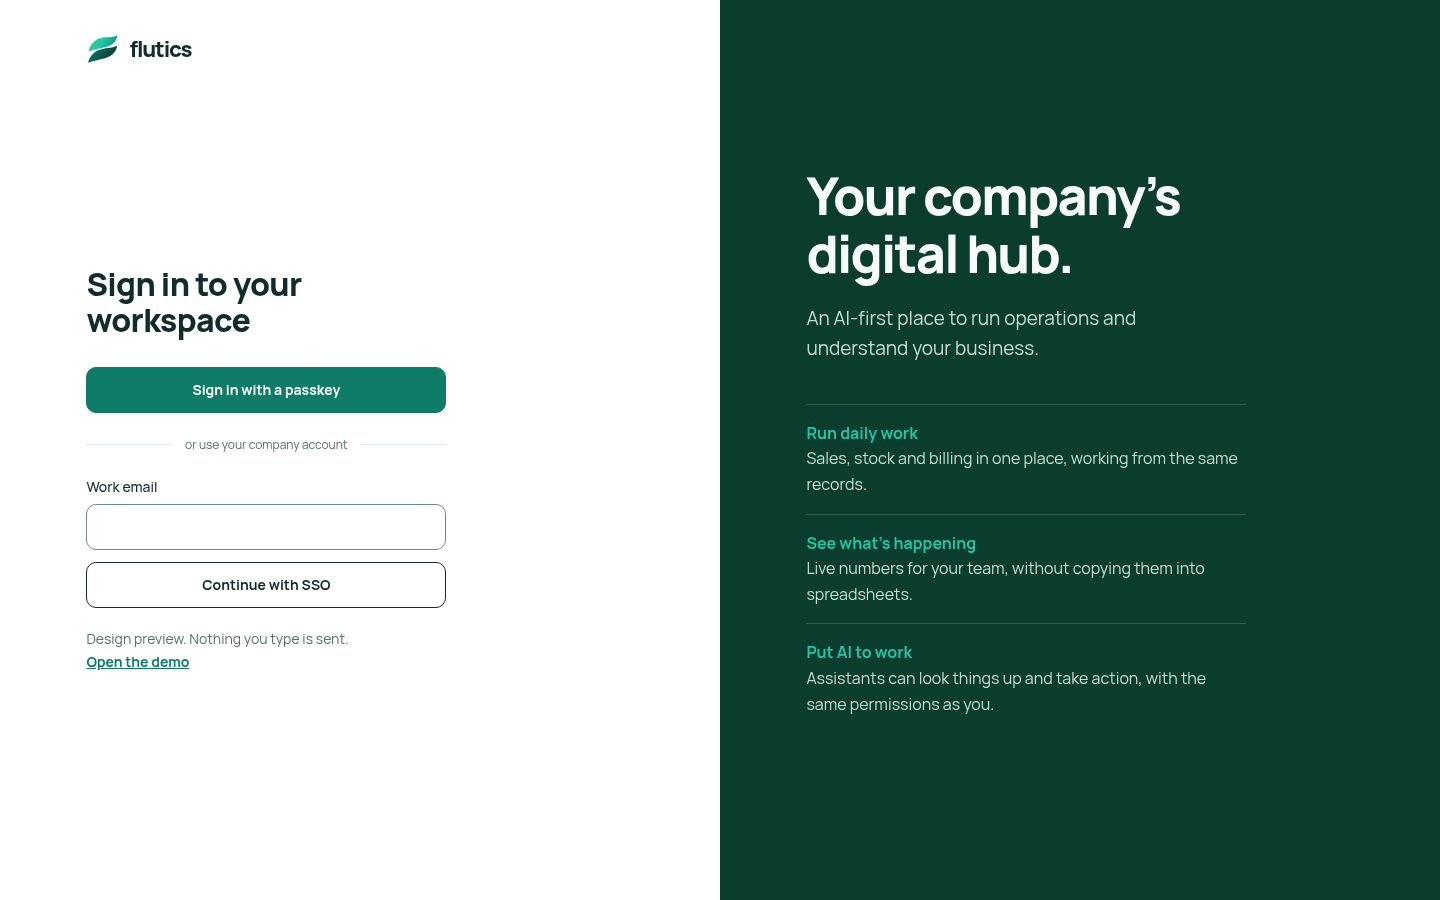 flutics
Sign in to your
workspace
Sign in with a passkey
or use your company account
Work email
Continue with SSO
Design preview. Nothing you type is sent.
Open the demo
Your company’s
digital hub.
An AI-first place to run operations and
understand your business.
Run daily work
Sales, stock and billing in one place, working from the same
records.
See what’s happening
Live numbers for your team, without copying them into
spreadsheets.
Put AI to work
Assistants can look things up and take action, with the
same permissions as you.